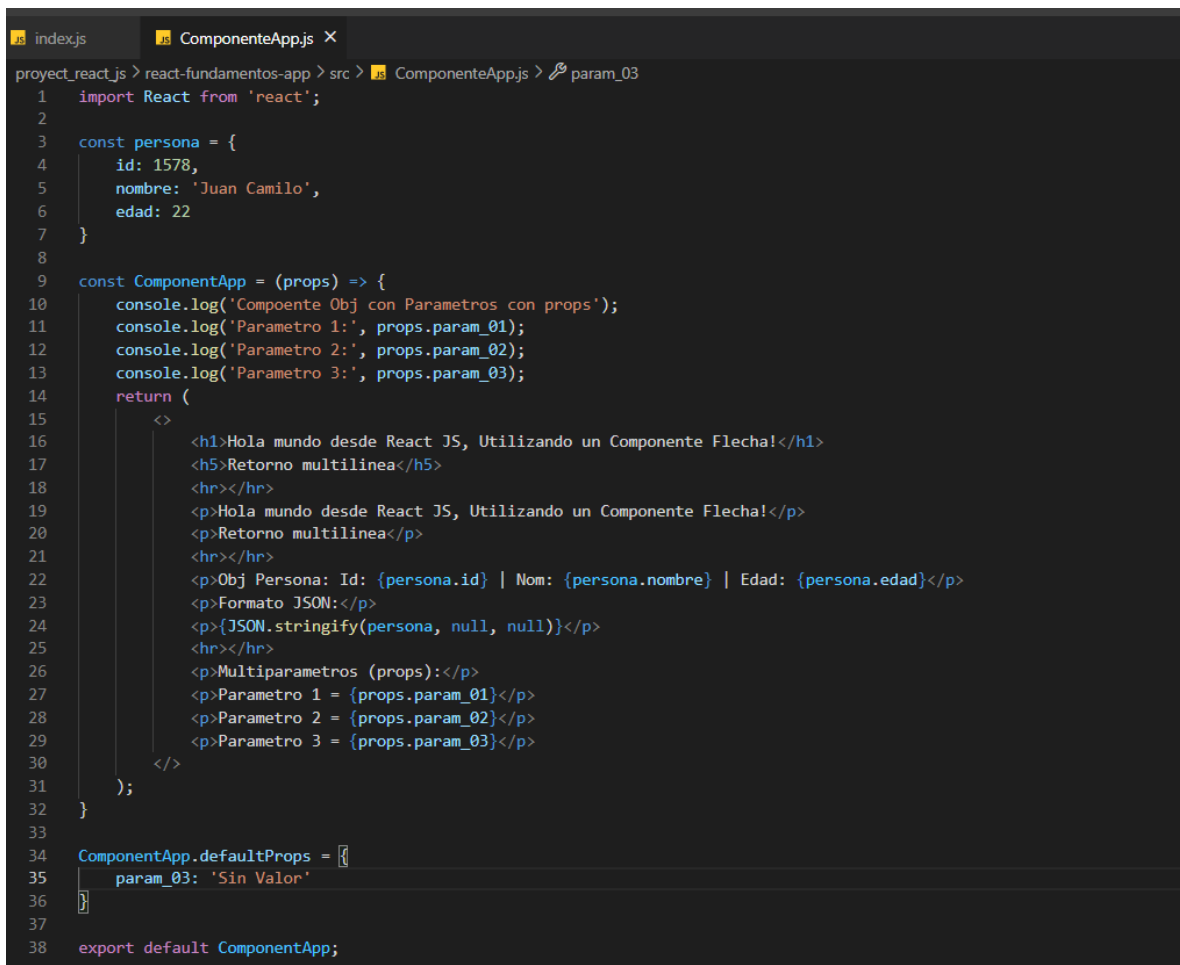 JS index.js JS ComponenteApp.js ×
proyect_react_js > react-fundamentos-app > src > JS ComponenteApp.js > param_03
1 import React from 'react';
2
3 const persona = {
4     id: 1578,
5     nombre: 'Juan Camilo',
6     edad: 22
7 }
8
9 const ComponentApp = (props) => {
10     console.log('Compoente Obj con Parametros con props');
11     console.log('Parametro 1:', props.param_01);
12     console.log('Parametro 2:', props.param_02);
13     console.log('Parametro 3:', props.param_03);
14     return (
15         <>
16             <h1>Hola mundo desde React JS, Utilizando un Componente Flecha!</h1>
17             <h5>Retorno multilinea</h5>
18             <hr></hr>
19             <p>Hola mundo desde React JS, Utilizando un Componente Flecha!</p>
20             <p>Retorno multilinea</p>
21             <hr></hr>
22             <p>Obj Persona: Id: {persona.id} | Nom: {persona.nombre} | Edad: {persona.edad}</p>
23             <p>Formato JSON:</p>
24             <p>{JSON.stringify(persona, null, null)}</p>
25             <hr></hr>
26             <p>Multiparametros (props):</p>
27             <p>Parametro 1 = {props.param_01}</p>
28             <p>Parametro 2 = {props.param_02}</p>
29             <p>Parametro 3 = {props.param_03}</p>
30         </>
31     );
32 }
33
34 ComponentApp.defaultProps = {
35     param_03: 'Sin Valor'
36 }
37
38 export default ComponentApp;